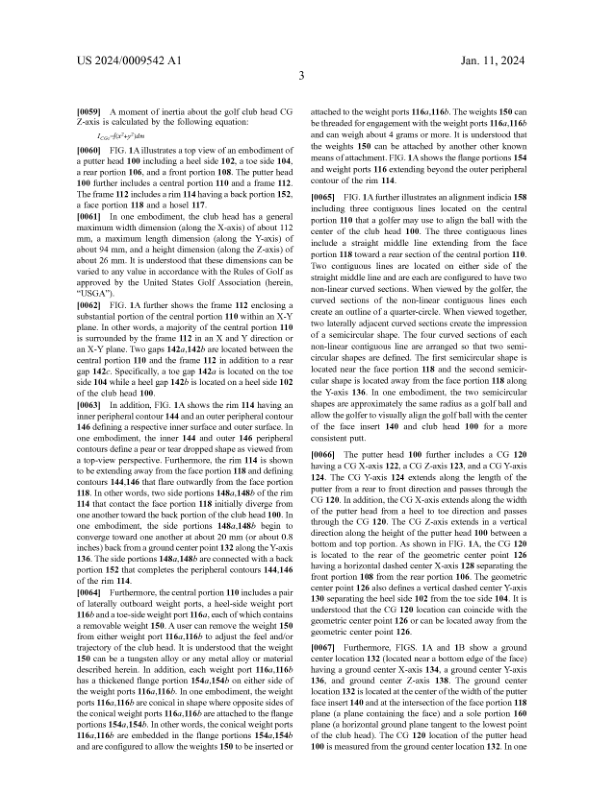 US 2024/0009542 A1
Jan. 11, 2024
3
[0059] A moment of inertia about the golf club head CG
Z-axis is calculated by the following equation:
[0060] FIG. 1A illustrates a top view of an embodiment of
a putter head 100 including a heel side 102, a toe side 104,
a rear portion 106, and a front portion 108. The putter head
100 further includes a central portion 110 and a frame 112.
The frame 112 includes a rim 114 having a back portion 152,
a face portion 118 and a hosel 117.
[0061] In one embodiment, the club head has a general
maximum width dimension (along the X-axis) of about 112
mm, a maximum length dimension (along the Y-axis) of
about 94 mm, and a height dimension (along the Z-axis) of
about 26 mm. It is understood that these dimensions can be
varied to any value in accordance with the Rules of Golf as
approved by the United States Golf Association (herein,
“USGA”).
[0062] FIG. 1A further shows the frame 112 enclosing a
substantial portion of the central portion 110 within an X-Y
plane. In other words, a majority of the central portion 110
is surrounded by the frame 112 in an X and Y direction or
an X-Y plane. Two gaps 142a,142b are located between the
central portion 110 and the frame 112 in addition to a rear
gap 142c. Specifically, a toe gap 142a is located on the toe
side 104 while a heel gap 142b is located on a heel side 102
of the club head 100.
[0063] In addition, FIG. 1A shows the rim 114 having an
inner peripheral contour 144 and an outer peripheral contour
146 defining a respective inner surface and outer surface. In
one embodiment, the inner 144 and outer 146 peripheral
contours define a pear or tear dropped shape as viewed from
a top-view perspective. Furthermore, the rim 114 is shown
to be extending away from the face portion 118 and defining
contours 144,146 that flare outwardly from the face portion
118. In other words, two side portions 148a,148b of the rim
114 that contact the face portion 118 initially diverge from
one another toward the back portion of the club head 100. In
one embodiment, the side portions 148a,148b begin to
converge toward one another at about 20 mm (or about 0.8
inches) back from a ground center point 132 along the Y-axis
136. The side portions 148a,148b are connected with a back
portion 152 that completes the peripheral contours 144,146
of the rim 114.
[0064] Furthermore, the central portion 110 includes a pair
of laterally outboard weight ports, a heel-side weight port
116b and a toe-side weight port 116a, each of which contains
a removable weight 150. A user can remove the weight 150
from either weight port 116a,116b to adjust the feel and/or
trajectory of the club head. It is understood that the weight
150 can be a tungsten alloy or any metal alloy or material
described herein. In addition, each weight port 116a,116b
has a thickened flange portion 154a,154b on either side of
the weight ports 116a,116b. In one embodiment, the weight
ports 116a,116b are conical in shape where opposite sides of
the conical weight ports 116a,116b are attached to the flange
portions 154a,154b. In other words, the conical weight ports
116a,116b are embedded in the flange portions 154a,154b
and are configured to allow the weights 150 to be inserted or
attached to the weight ports 116a,116b. The weights 150 can
be threaded for engagement with the weight ports 116a,116b
and can weigh about 4 grams or more. It is understood that
the weights 150 can be attached by another other known
means of attachment. FIG. 1A shows the flange portions 154
and weight ports 116 extending beyond the outer peripheral
contour of the rim 114.
[0065] FIG. 1A further illustrates an alignment indicia 158
including three contiguous lines located on the central
portion 110 that a golfer may use to align the ball with the
center of the club head 100. The three contiguous lines
include a straight middle line extending from the face
portion 118 toward a rear section of the central portion 110.
Two contiguous lines are located on either side of the
straight middle line and are each are configured to have two
non-linear curved sections. When viewed by the golfer, the
curved sections of the non-linear contiguous lines each
create an outline of a quarter-circle. When viewed together,
two laterally adjacent curved sections create the impression
of a semicircular shape. The four curved sections of each
non-linear contiguous line are arranged so that two semi-
circular shapes are defined. The first semicircular shape is
located near the face portion 118 and the second semicir-
cular shape is located away from the face portion 118 along
the Y-axis 136. In one embodiment, the two semicircular
shapes are approximately the same radius as a golf ball and
allow the golfer to visually align the golf ball with the center
of the face insert 140 and club head 100 for a more
consistent putt.
[0066] The putter head 100 further includes a CG 120
having a CG X-axis 122, a CG Z-axis 123, and a CG Y-axis
124. The CG Y-axis 124 extends along the length of the
putter from a rear to front direction and passes through the
CG 120. In addition, the CG X-axis extends along the width
of the putter head from a heel to toe direction and passes
through the CG 120. The CG Z-axis extends in a vertical
direction along the height of the putter head 100 between a
bottom and top portion. As shown in FIG. 1A, the CG 120
is located to the rear of the geometric center point 126
having a horizontal dashed center X-axis 128 separating the
front portion 108 from the rear portion 106. The geometric
center point 126 also defines a vertical dashed center Y-axis
130 separating the heel side 102 from the toe side 104. It is
understood that the CG 120 location can coincide with the
geometric center point 126 or can be located away from the
geometric center point 126.
[0067] Furthermore, FIGS. 1A and 1B show a ground
center location 132 (located near a bottom edge of the face)
having a ground center X-axis 134, a ground center Y-axis
136, and ground center Z-axis 138. The ground center
location 132 is located at the center of the width of the putter
face insert 140 and at the intersection of the face portion 118
plane (a plane containing the face) and a sole portion 160
plane (a horizontal ground plane tangent to the lowest point
of the club head). The CG 120 location of the putter head
100 is measured from the ground center location 132. In one